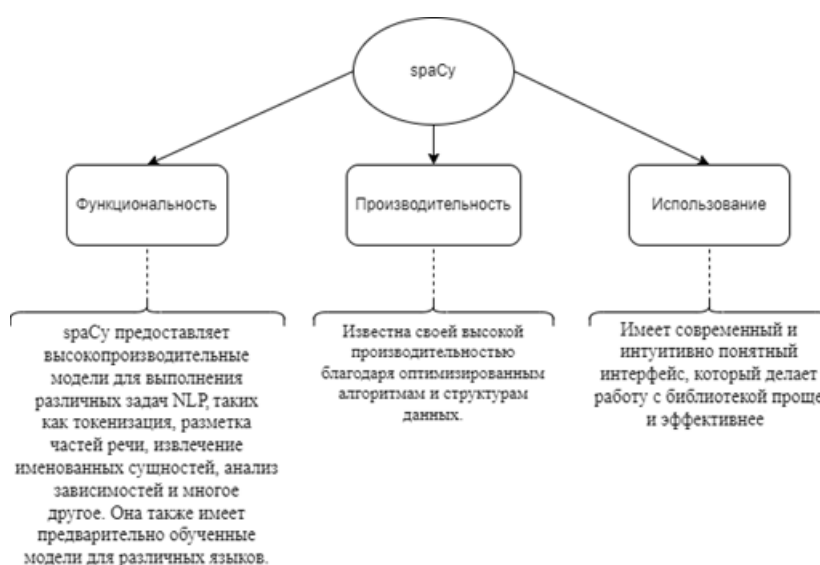 spaCy
Функциональность
Производительность
Использование
spaCy предоставляет
высокопроизводительные
модели для выполнения
различных задач NLP, таких
как токенизация, разметка
частей речи, извлечение
именованных сущностей, анализ
зависимостей и многое
другое. Она также имеет
предварительно обученные
модели для различных языков.
Известна своей высокой
производительностью
благодаря оптимизированным
алгоритмам и структурам
данных.
Имеет современный и
интуитивно понятный
интерфейс, который делает
работу с библиотекой проще
и эффективнее